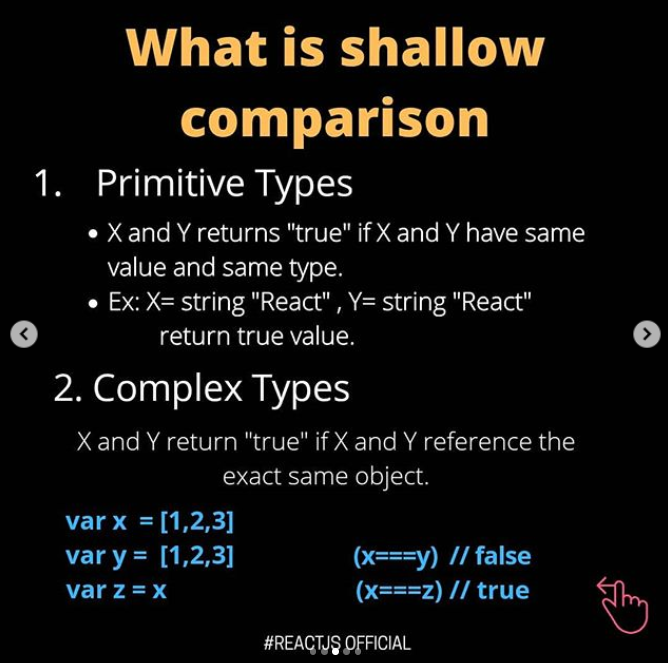 What is shallow
comparison
1. Primitive Types
• X and Y returns "true" if X and Y have same
value and same type.
• Ex: X= string "React" , Y= string "React"
return true value.
2. Complex Types
X and Y return "true" if X and Y reference the
exact same object.
var x = [1,2,3]
var y = [1,2,3] (x===y) // false
var z = x (x===z) // true
#REACTJS OFFICIAL